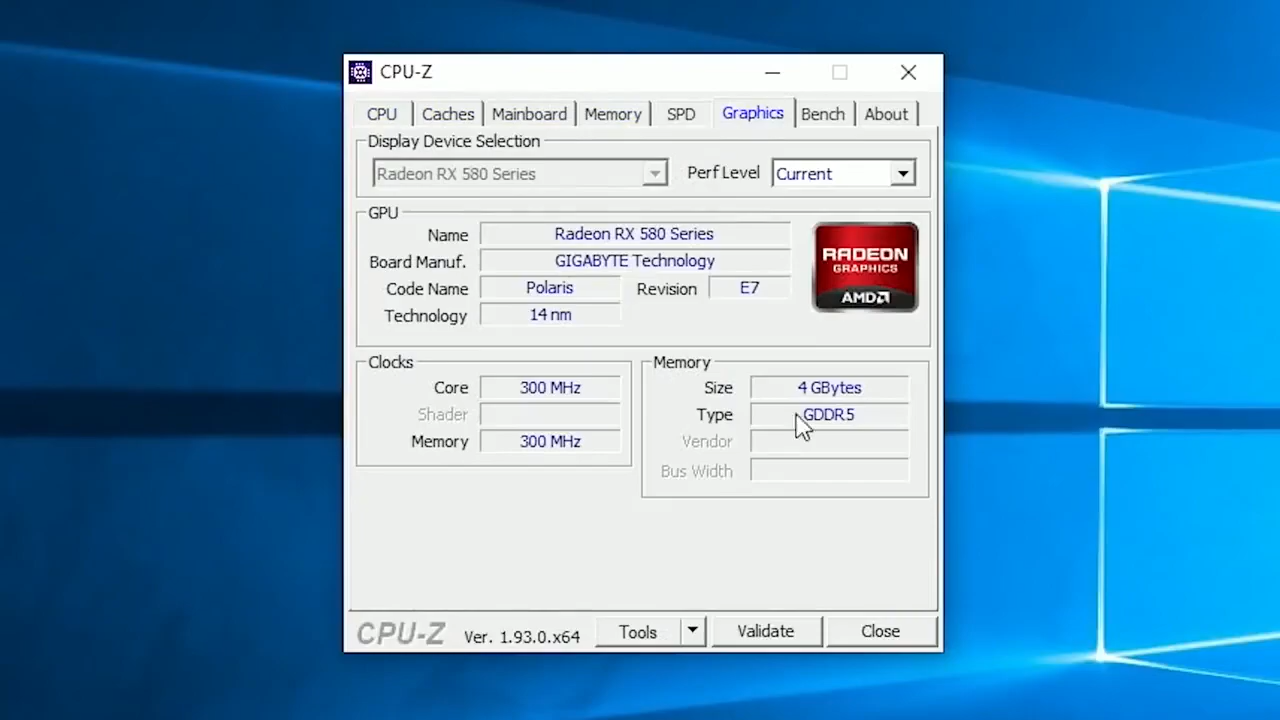 CPU-Z
CPU Caches Mainboard Memory SPD Graphics Bench About
Display Device Selection
Radeon RX 580 Series Perf Level Current
GPU
Name Radeon RX 580 Series
Board Manuf. GIGABYTE Technology
Code Name Polaris Revision E7
Technology 14 nm
RADEON
GRAPHICS
AMD
Clocks
Core 300 MHz
Shader
Memory 300 MHz
Memory
Size 4 GBytes
Type GDDR5
Vendor
Bus Width
CPU-Z Ver. 1.93.0.x64 Tools Validate Close